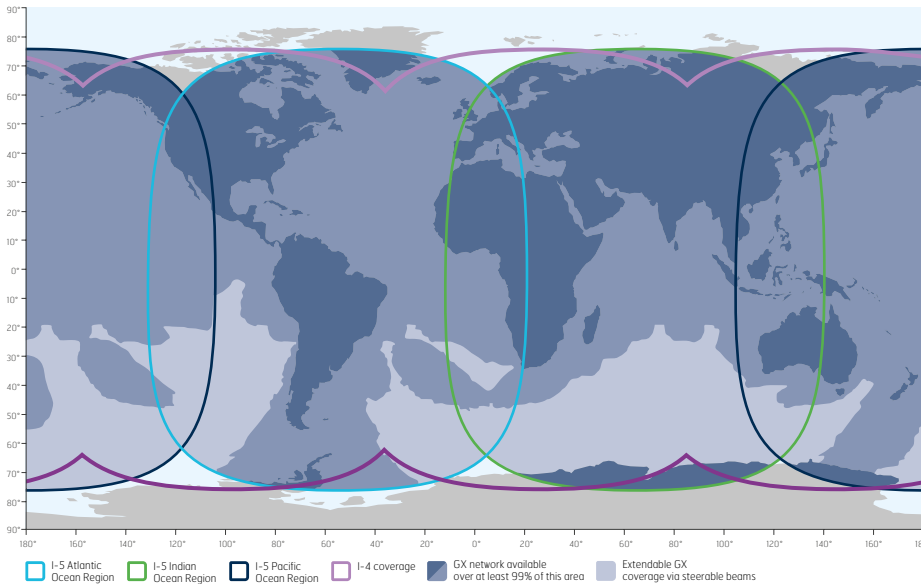 90°
80°
70°
60°
50°
40°
30°
20°
10°
0°
10°
20°
30°
40°
50°
60°
70°
80°
90°
180° 160° 140° 120° 100° 80° 60° 40° 20° 0° 20° 40° 60° 80° 100° 120° 140° 160° 18
I-5 Atlantic
Ocean Region
I-5 Indian
Ocean Region
I-5 Pacific
Ocean Region
I-4 coverage
GX network available
over at least 99% of this area
Extendable GX
coverage via steerable beams